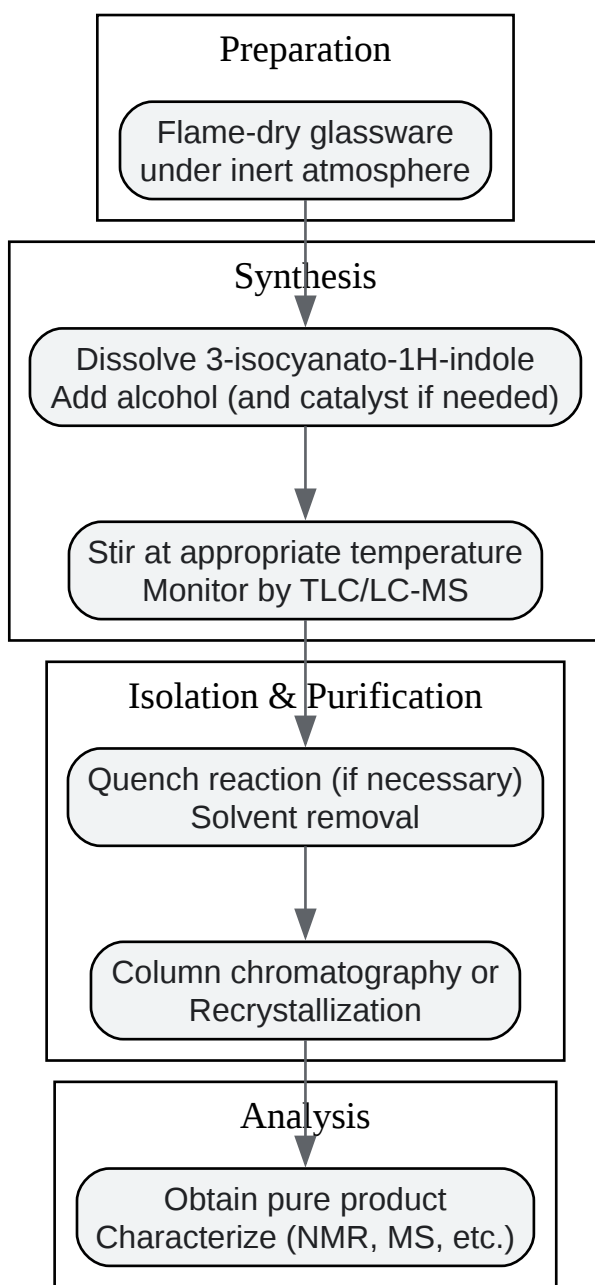 Preparation
Flame-dry glassware
under inert atmosphere
Synthesis
Dissolve 3-isocyanato-1H-indole
Add alcohol (and catalyst if needed)
Stir at appropriate temperature
Monitor by TLC/LC-MS
Isolation & Purification
Quench reaction (if necessary)
Solvent removal
Column chromatography or
Recrystallization
Analysis
Obtain pure product
Characterize (NMR, MS, etc.)